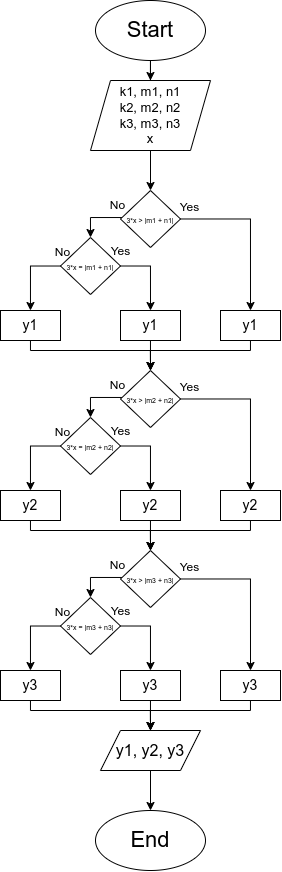 Start
k1, m1, n1
k2, m2, n2
k3, m3, n3
x
No
3*x > |m1 + n1|
Yes
No
3*x = |m1 + n1|
Yes
y1
y1
y1
No
3*x > |m2 + n2|
Yes
No
3*x = |m2 + n2|
Yes
y2
y2
y2
No
3*x > |m3 + n3|
Yes
No
3*x = |m3 + n3|
Yes
y3
y3
y3
y1, y2, y3
End